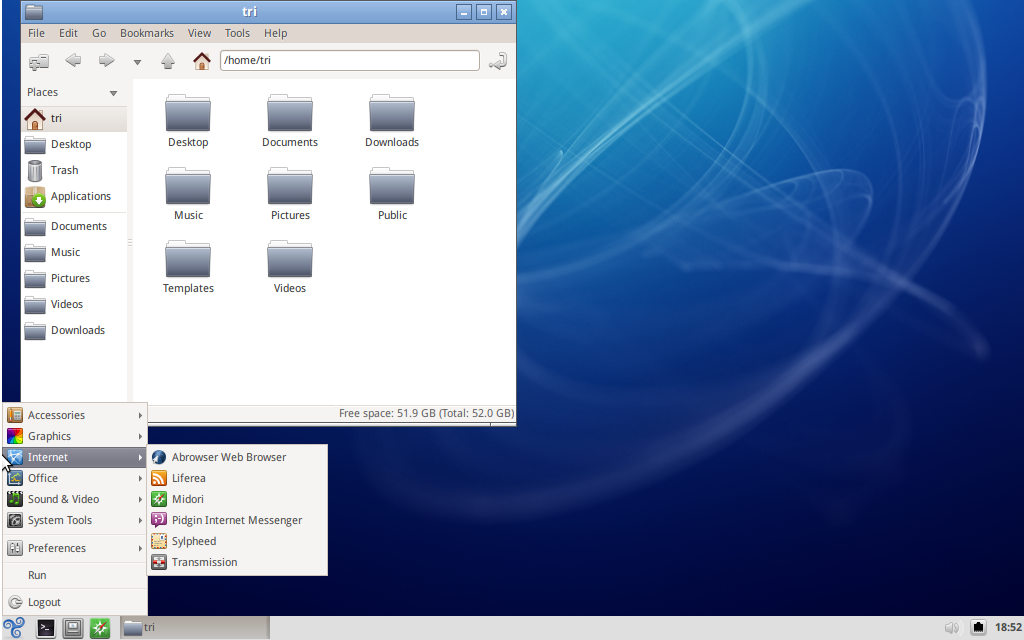 tri
File Edit Go Bookmarks View Tools Help
/home/tri
Places
tri
Desktop
Trash
Applications
Documents
Music
Pictures
Videos
Downloads
Desktop Documents Downloads
Music Pictures Public
Templates Videos
Free space: 51.9 GB (Total: 52.0 GB)
Accessories
Graphics
Internet
Office
Sound & Video
System Tools
Preferences
Run
Logout
Abrowser Web Browser
Liferea
Midori
Pidgin Internet Messenger
Sylpheed
Transmission
tri
18:52